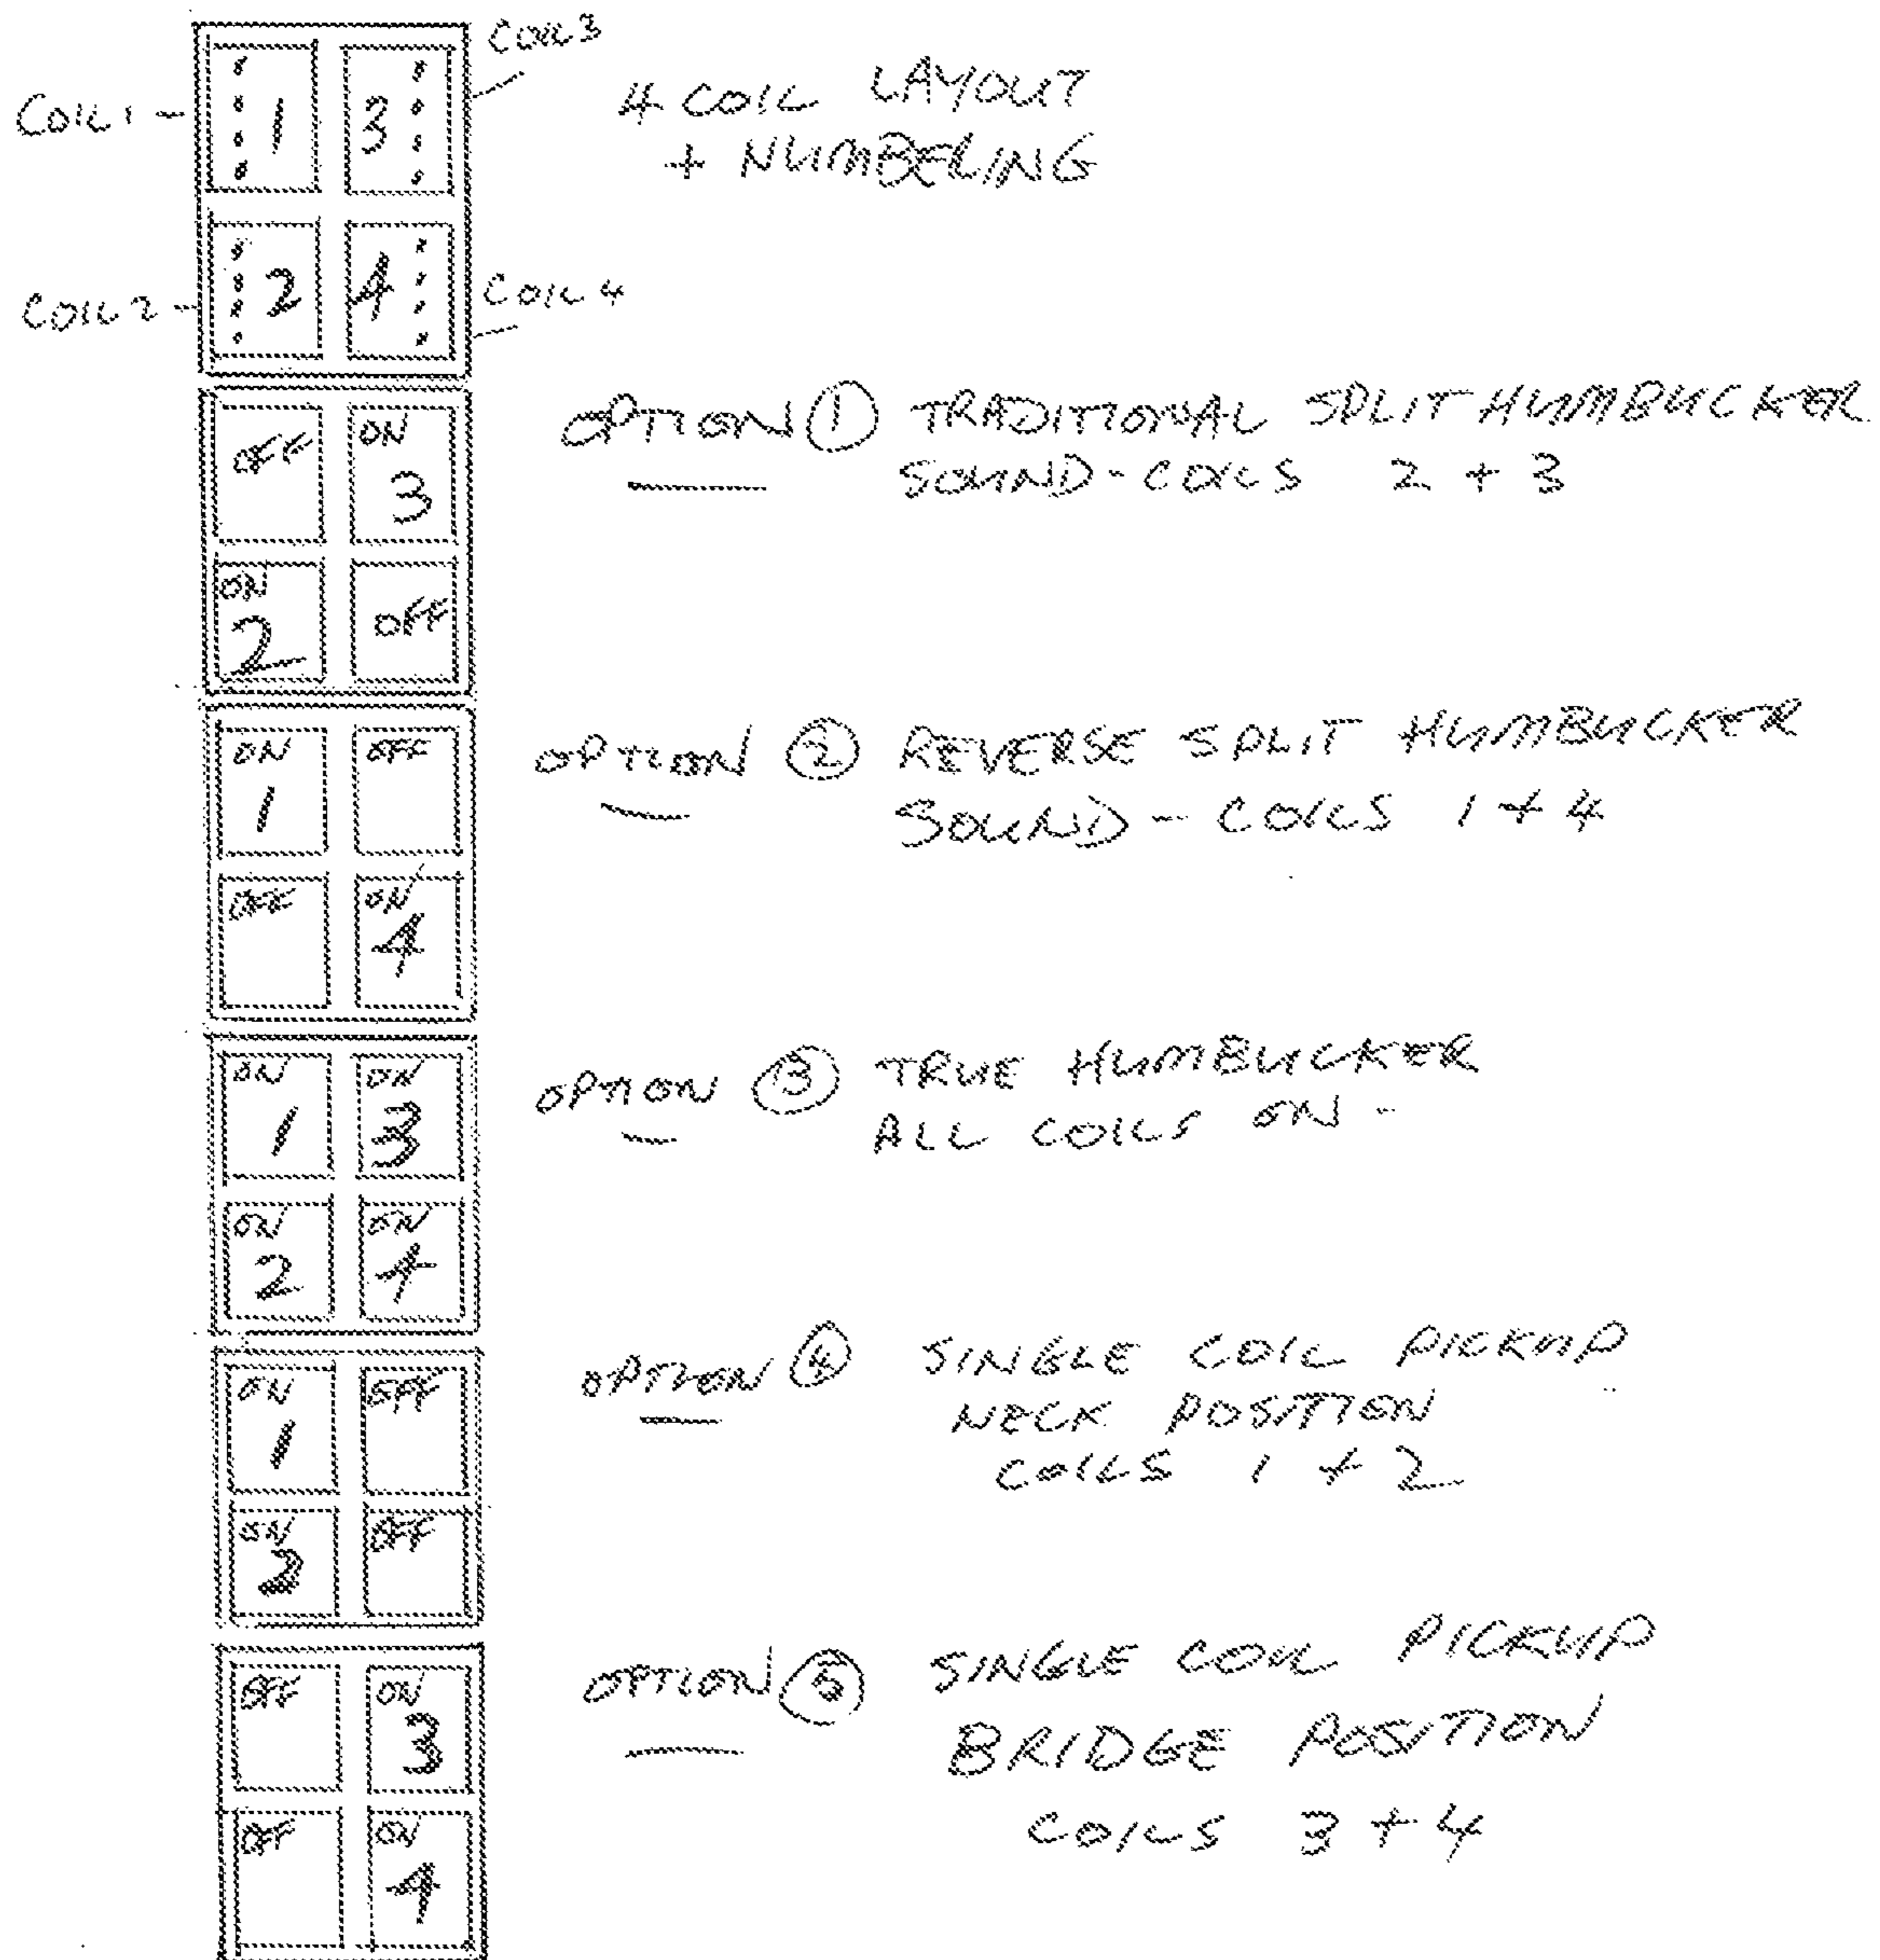 COIL 3
COIL 1
1 3
4 COIL LAYOUT
+ NUMBERING
COIL 2
2 4
COIL 4
OFF ON
3
OPTION ① TRADITIONAL SPLIT HUMBUCKER
SOUND - COILS 2 + 3
ON
2 OFF
ON OFF
1
OPTION ② REVERSE SPLIT HUMBUCKER
SOUND - COILS 1 + 4
OFF ON
4
ON ON
1 3
OPTION ③ TRUE HUMBUCKER
ALL COILS ON -
ON ON
2 4
ON OFF
1
OPTION ④ SINGLE COIL PICKUP
NECK POSITION
COILS 1 + 2
ON OFF
2
OFF ON
3
OPTION ⑤ SINGLE COIL PICKUP
BRIDGE POSITION
COILS 3 + 4
OFF ON
4